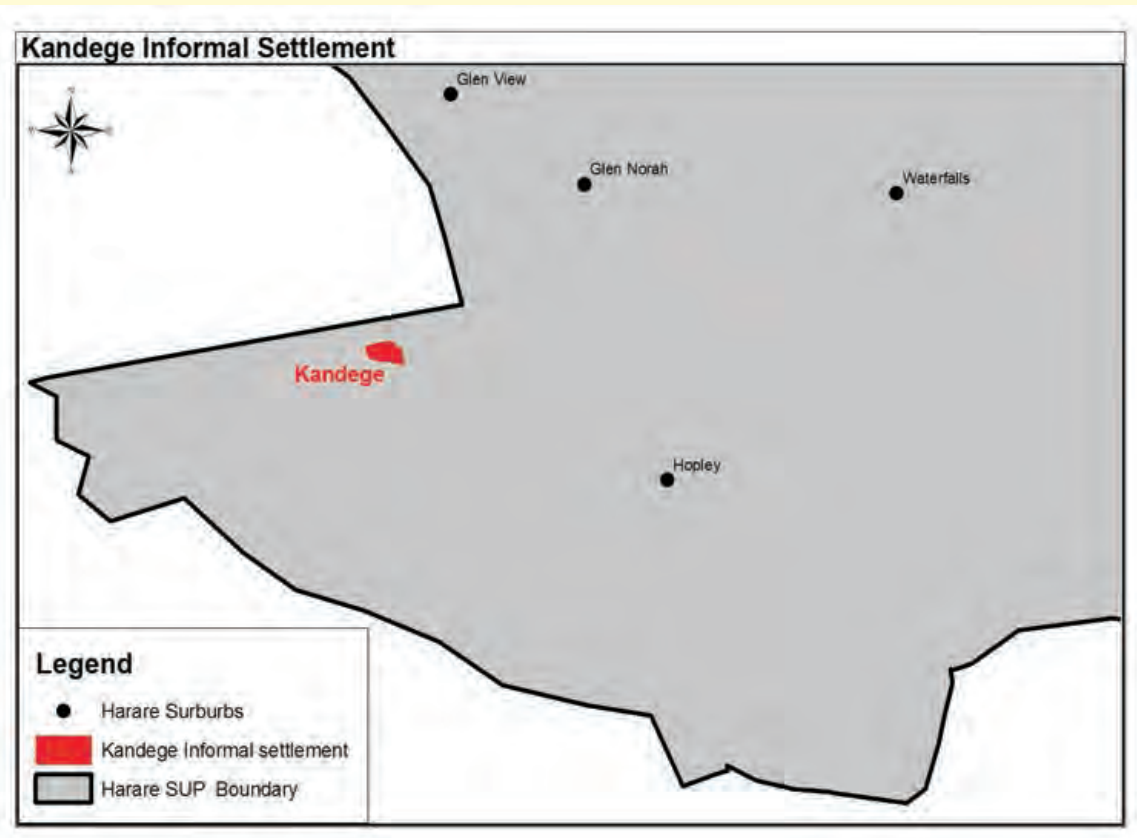 Kandege Informal Settlement
Glen View
Glen Norah
Waterfalls
Kandege
Hopley
Legend
Harare Surburbs
Kandege Informal settlement
Harare SUP Boundary